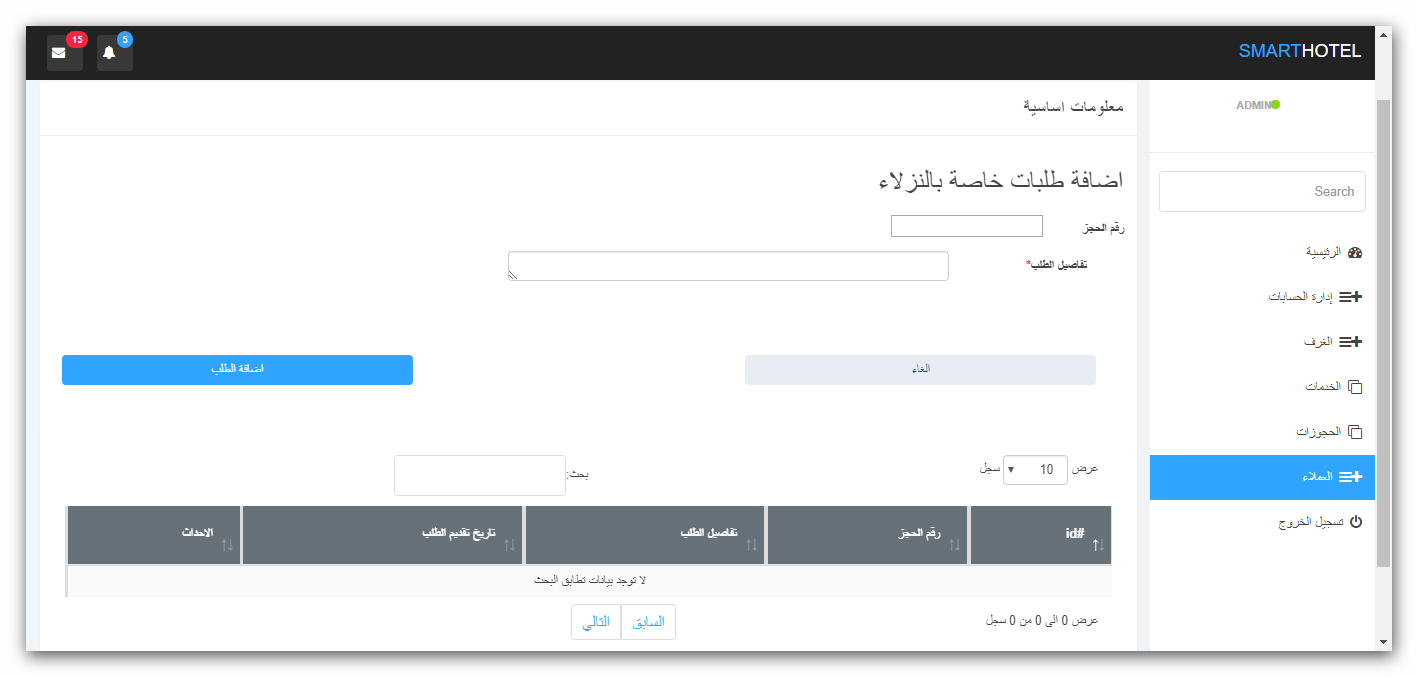 SMARTHOTEL
5
15
ADMIN
Search
الرئيسية
إدارة الحسابات
الغرف
الخدمات
الحجوزات
العملاء
تسجيل الخروج
معلومات اساسية
اضافة طلبات خاصة بالنزلاء
رقم الحجز
تفاصيل الطلب*
الغاء
اضافة الطلب
عرض 10 سجل
بحث:
id#
رقم الحجز
تفاصيل الطلب
تاريخ تقديم الطلب
الاحداث
لا توجد بيانات تطابق البحث
عرض 0 الى 0 من 0 سجل
السابق
التالي